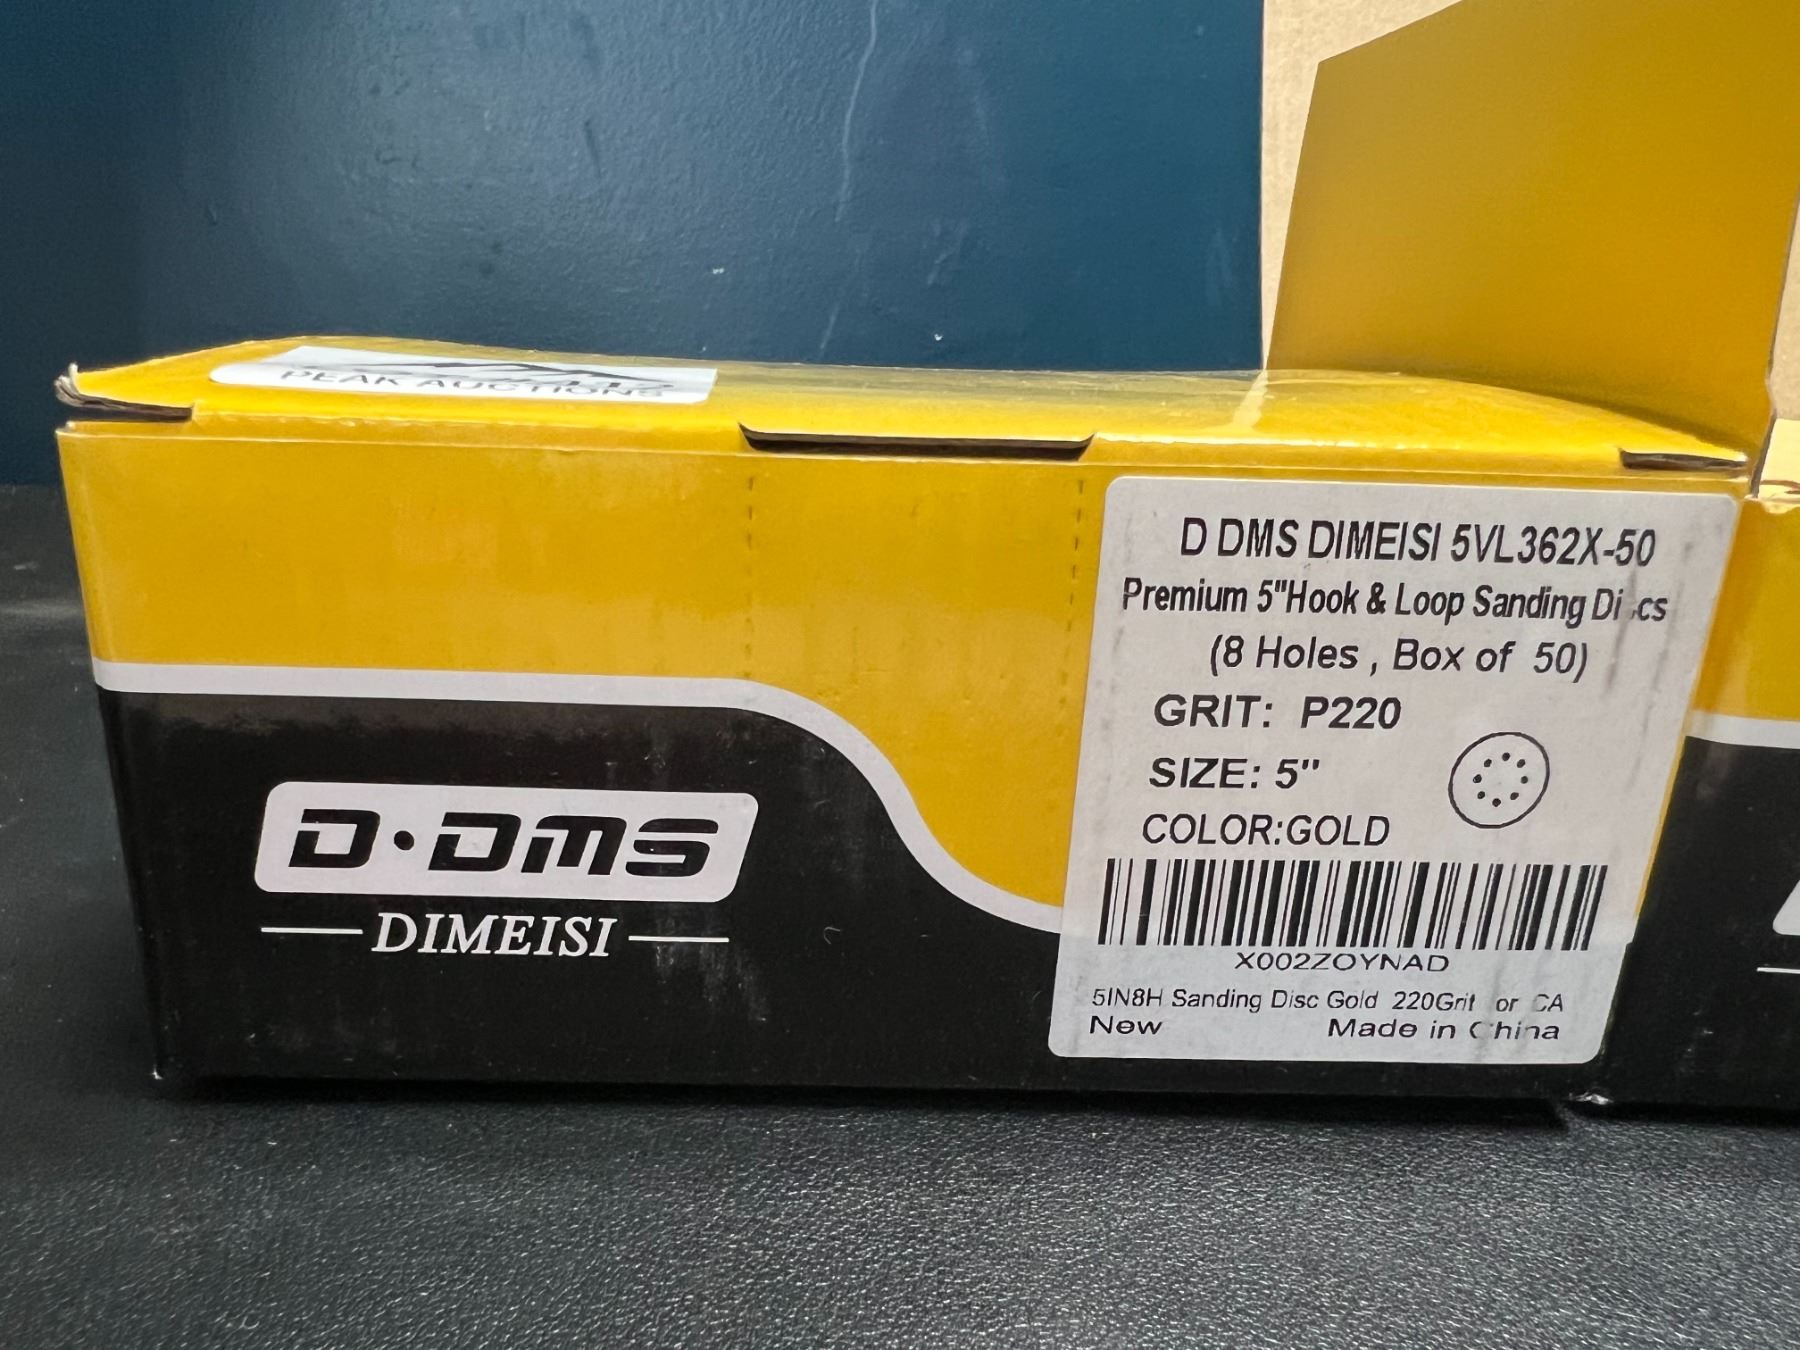 PEAK AUCTIONS
D DMS DIMEISI 5VL362X-50
Premium 5"Hook & Loop Sanding Di cs
(8 Holes , Box of 50)
GRIT: P220
SIZE: 5"
COLOR:GOLD
X002ZOYNAD
5IN8H Sanding Disc Gold 220Grit or CA
New Made in China
D·DMS
DIMEISI